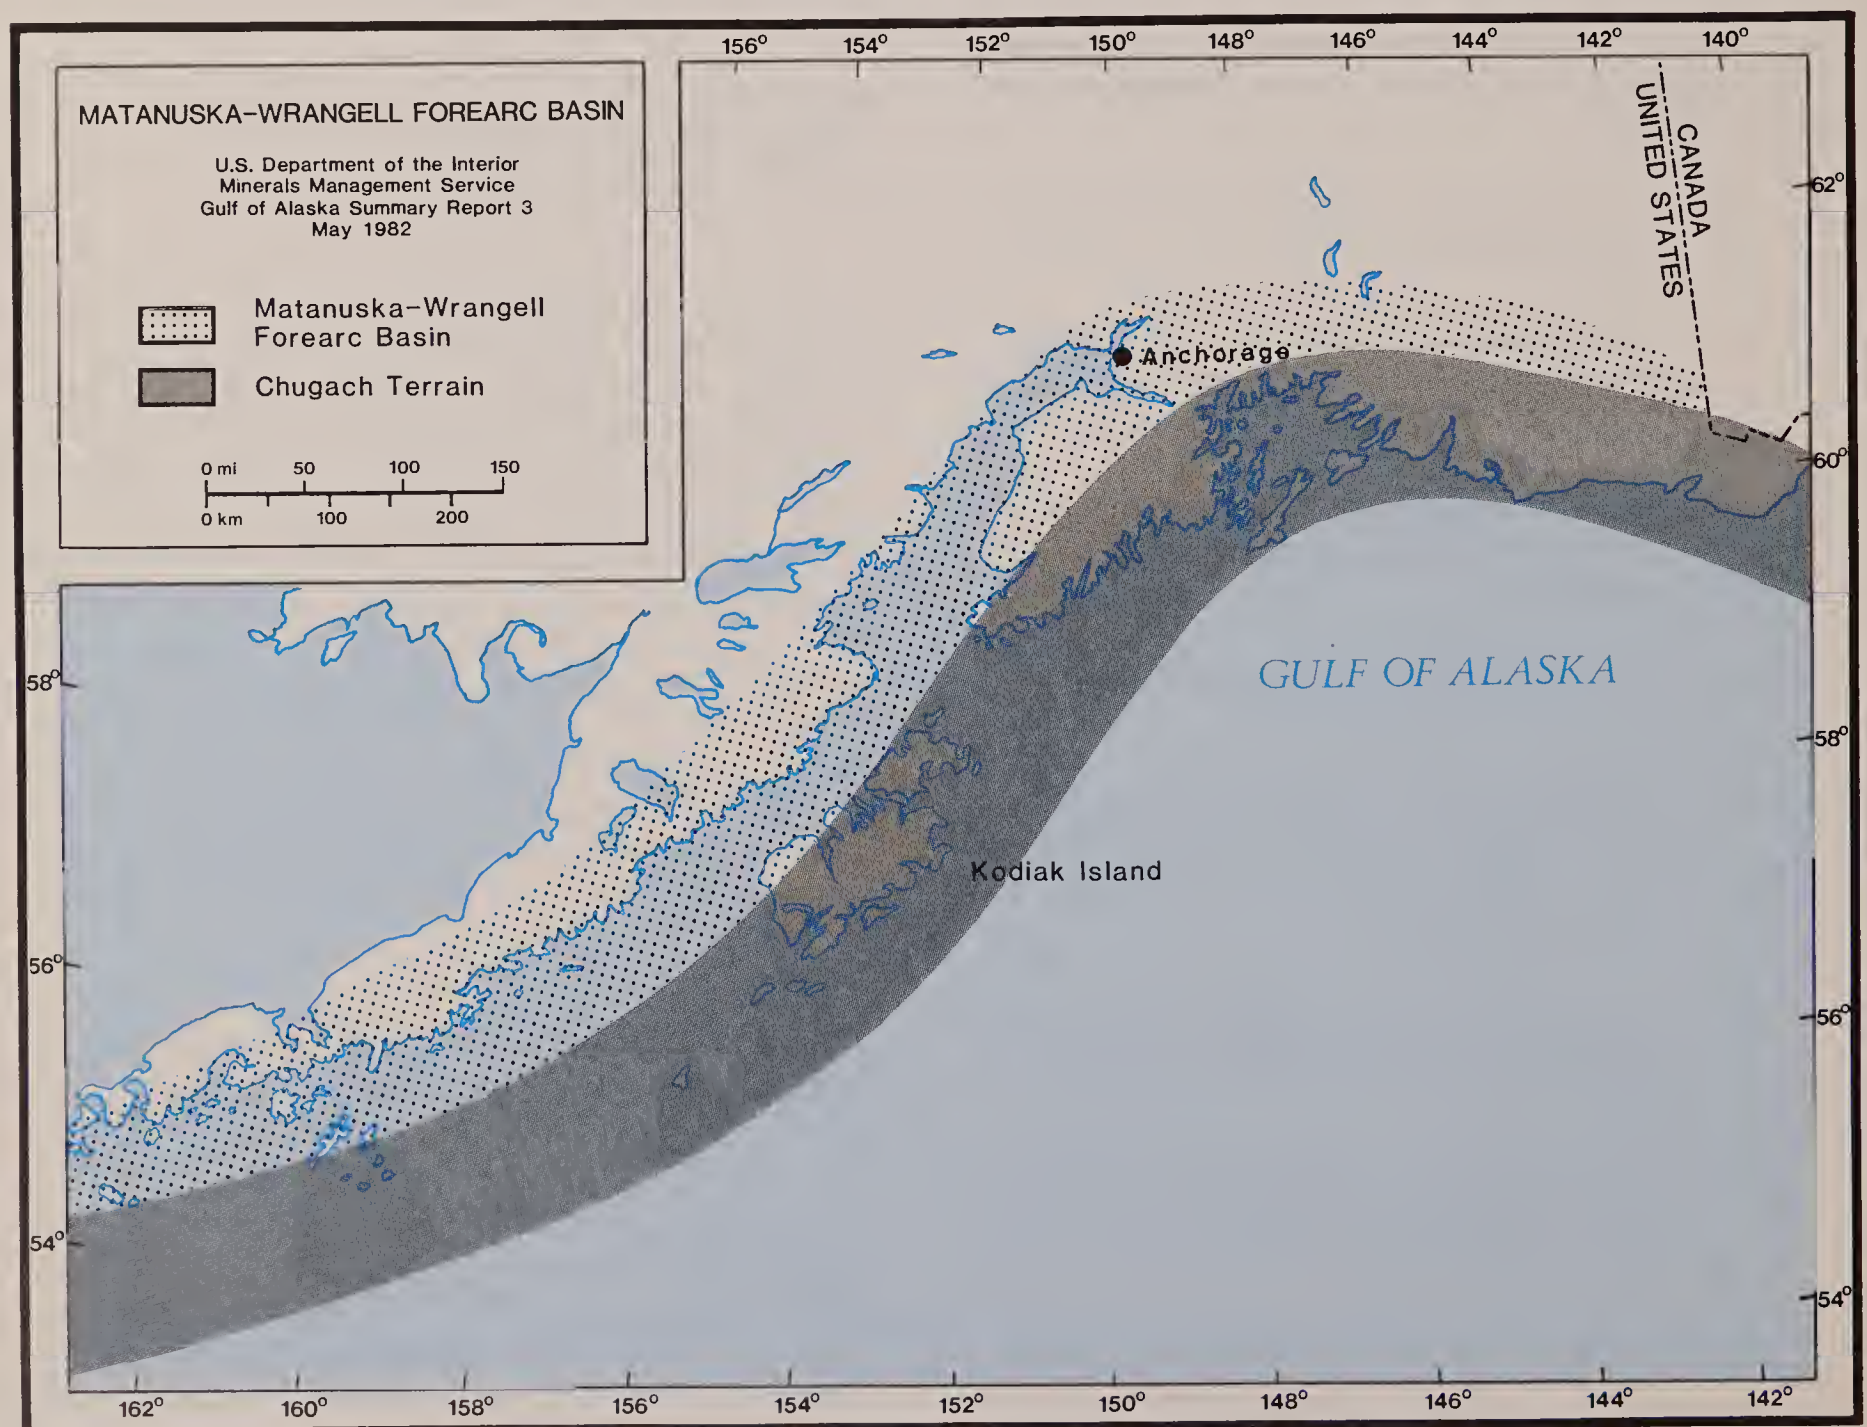 156° 154° 152° 150° 148° 146° 144° 142° 140°
MATANUSKA-WRANGELL FOREARC BASIN
U.S. Department of the Interior
Minerals Management Service
Gulf of Alaska Summary Report 3
May 1982
Matanuska-Wrangell
Forearc Basin
Chugach Terrain
0 mi 50 100 150
0 km 100 200
CANADA
UNITED STATES
62°
Anchorage
60°
GULF OF ALASKA
58°
58°
Kodiak Island
56°
56°
54°
54°
162° 160° 158° 156° 154° 152° 150° 148° 146° 144° 142°